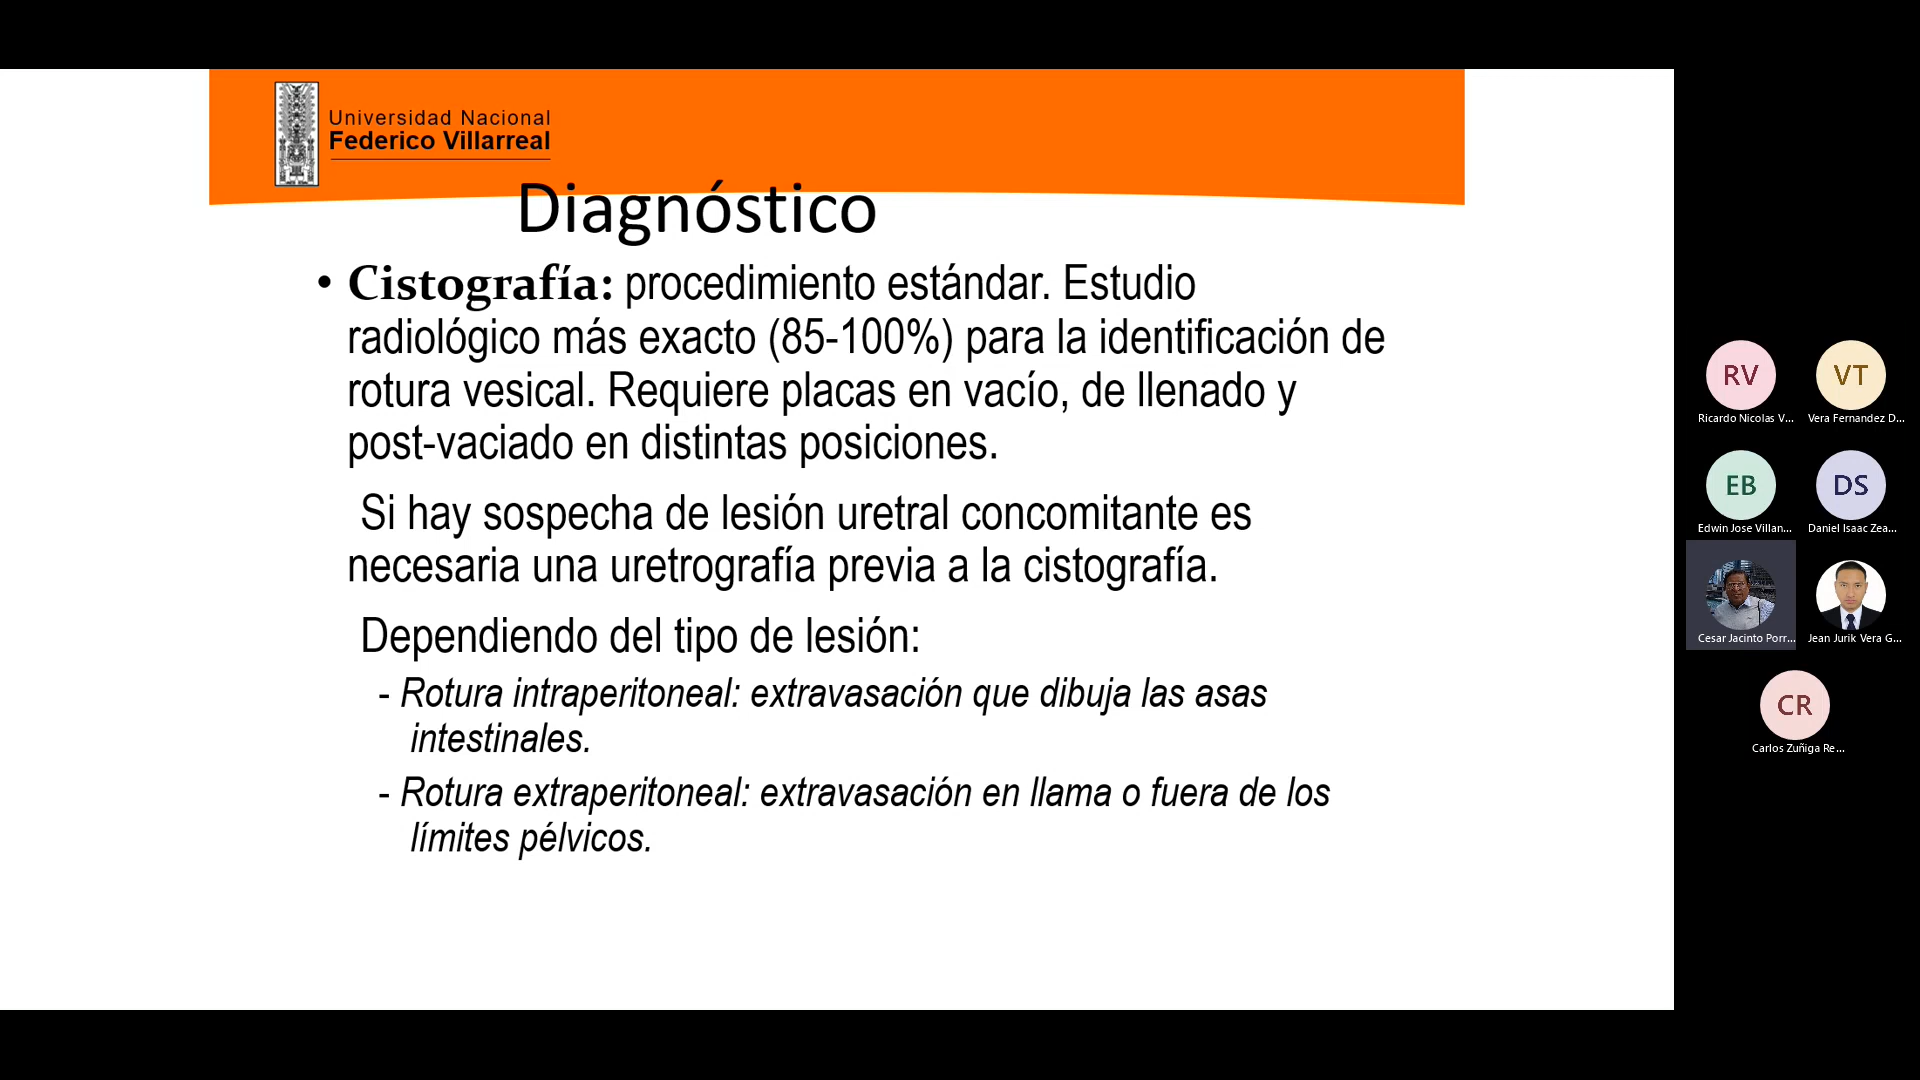 Universidad Nacional
Federico Villarreal
Diagnóstico
• Cistografía: procedimiento estándar. Estudio
radiológico más exacto (85-100%) para la identificación de
rotura vesical. Requiere placas en vacío, de llenado y
post-vaciado en distintas posiciones.
Si hay sospecha de lesión uretral concomitante es
necesaria una uretrografía previa a la cistografía.
Dependiendo del tipo de lesión:
- Rotura intraperitoneal: extravasación que dibuja las asas
intestinales.
- Rotura extraperitoneal: extravasación en llama o fuera de los
límites pélvicos.
RV
VT
Ricardo Nicolas V...
Vera Fernandez D...
EB
DS
Edwin Jose Villan...
Daniel Isaac Zea...
Cesar Jacinto Porr...
Jean Jurik Vera G...
CR
Carlos Zuñiga Re...